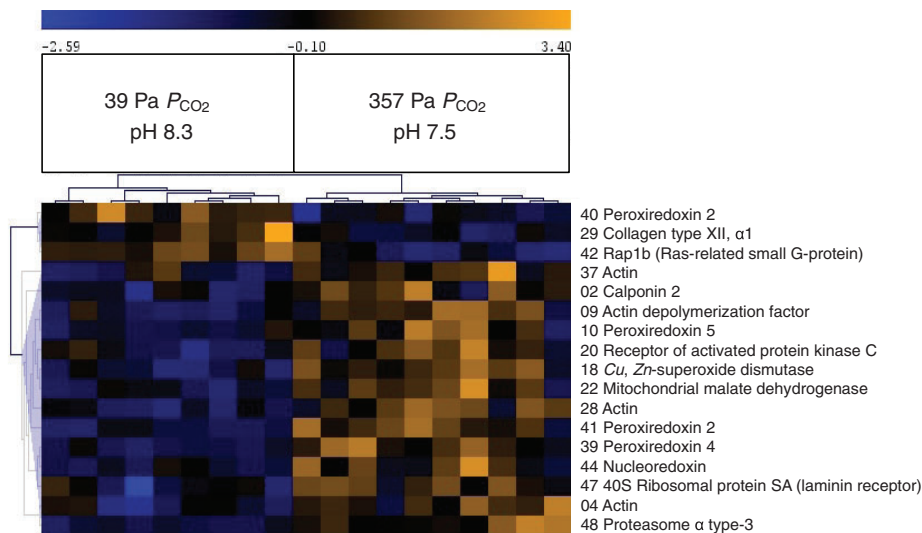 -2.59 -0.10 3.40
39 Pa PCO2 357 Pa PCO2
pH 8.3 pH 7.5
40 Peroxiredoxin 2
29 Collagen type XII, α1
42 Rap1b (Ras-related small G-protein)
37 Actin
02 Calponin 2
09 Actin depolymerization factor
10 Peroxiredoxin 5
20 Receptor of activated protein kinase C
18 Cu, Zn-superoxide dismutase
22 Mitochondrial malate dehydrogenase
28 Actin
41 Peroxiredoxin 2
39 Peroxiredoxin 4
44 Nucleoredoxin
47 40S Ribosomal protein SA (laminin receptor)
04 Actin
48 Proteasome α type-3